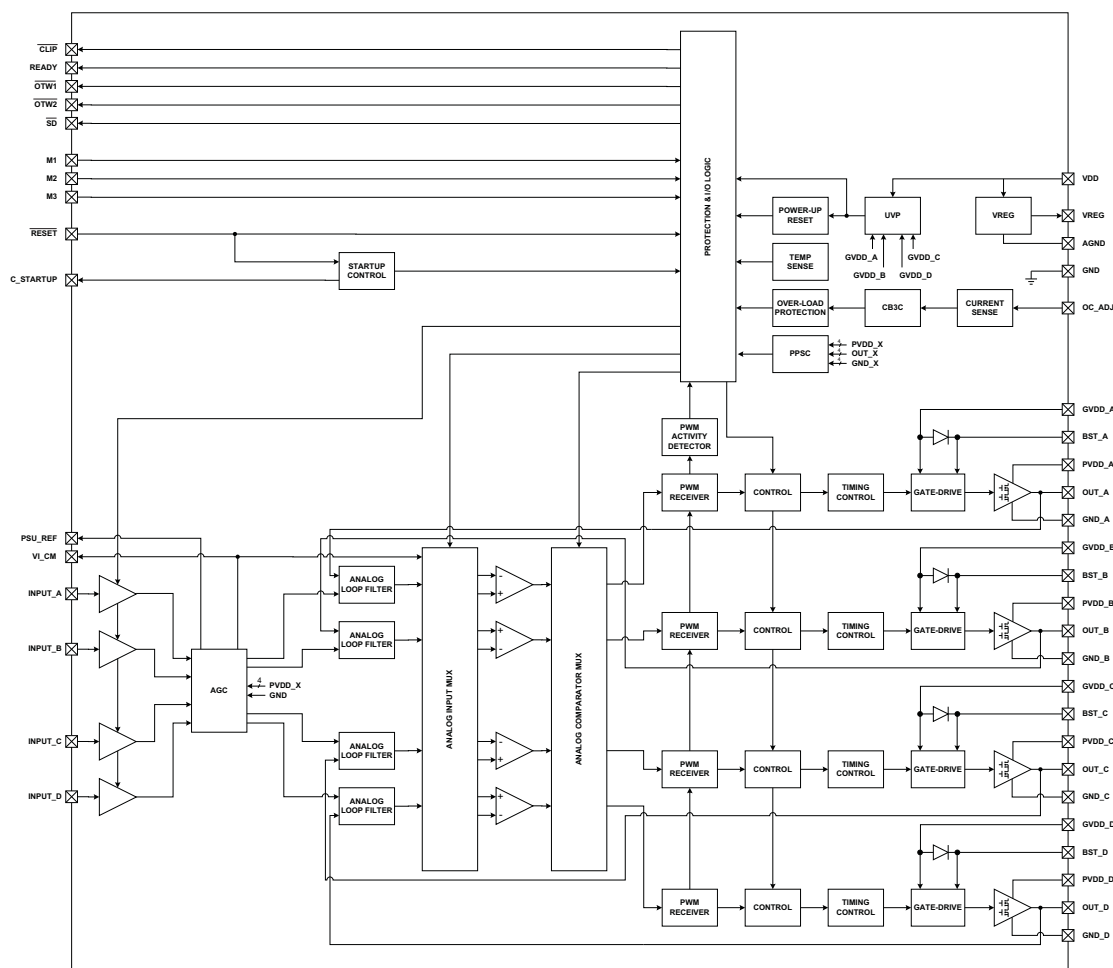 CLIP
READY
OTW1
OTW2
SD
M1
M2
M3
RESET
C_STARTUP
STARTUP
CONTROL
PROTECTION & I/O LOGIC
POWER-UP
RESET
UVP
VREG
GVDD_A
GVDD_B
GVDD_D
GVDD_C
TEMP
SENSE
OVER-LOAD
PROTECTION
CB3C
CURRENT
SENSE
PPSC
4
PVDD_X
4
OUT_X
4
GND_X
VDD
VREG
AGND
GND
OC_ADJ
PWM
ACTIVITY
DETECTOR
PWM
RECEIVER
CONTROL
TIMING
CONTROL
GATE-DRIVE
GVDD_A
BST_A
PVDD_A
OUT_A
GND_A
PSU_REF
VI_CM
INPUT_A
INPUT_B
INPUT_C
INPUT_D
AGC
4
PVDD_X
GND
ANALOG
LOOP FILTER
ANALOG
LOOP FILTER
ANALOG
LOOP FILTER
ANALOG
LOOP FILTER
ANALOG INPUT MUX
-
+
+
-
-
+
+
-
ANALOG COMPARATOR MUX
PWM
RECEIVER
CONTROL
TIMING
CONTROL
GATE-DRIVE
GVDD_B
BST_B
PVDD_B
OUT_B
GND_B
PWM
RECEIVER
CONTROL
TIMING
CONTROL
GATE-DRIVE
GVDD_C
BST_C
PVDD_C
OUT_C
GND_C
PWM
RECEIVER
CONTROL
TIMING
CONTROL
GATE-DRIVE
GVDD_D
BST_D
PVDD_D
OUT_D
GND_D